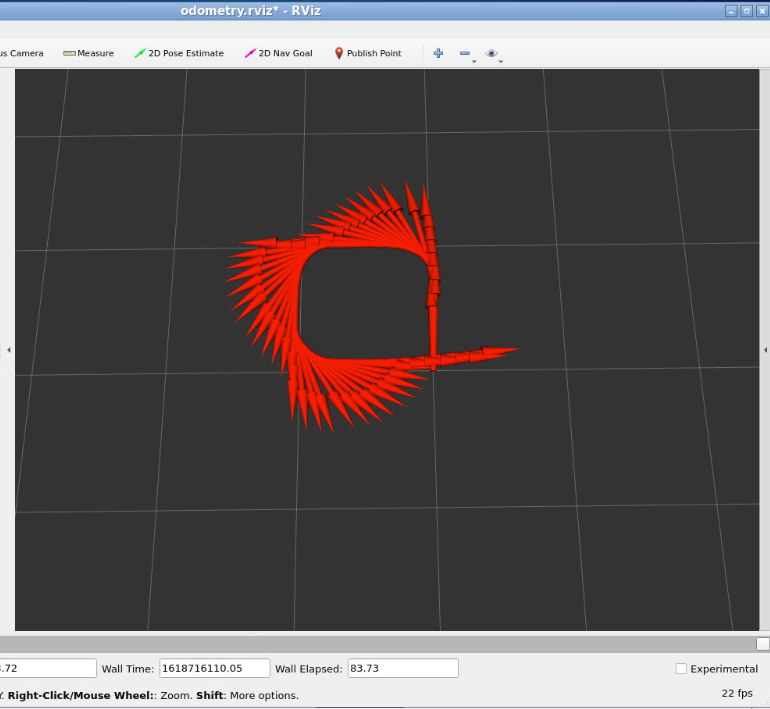 odometry.rviz* - RViz
us Camera Measure 2D Pose Estimate 2D Nav Goal Publish Point
.72 Wall Time: 1618716110.05 Wall Elapsed: 83.73 Experimental
Right-Click/Mouse Wheel:: Zoom. Shift: More options. 22 fps